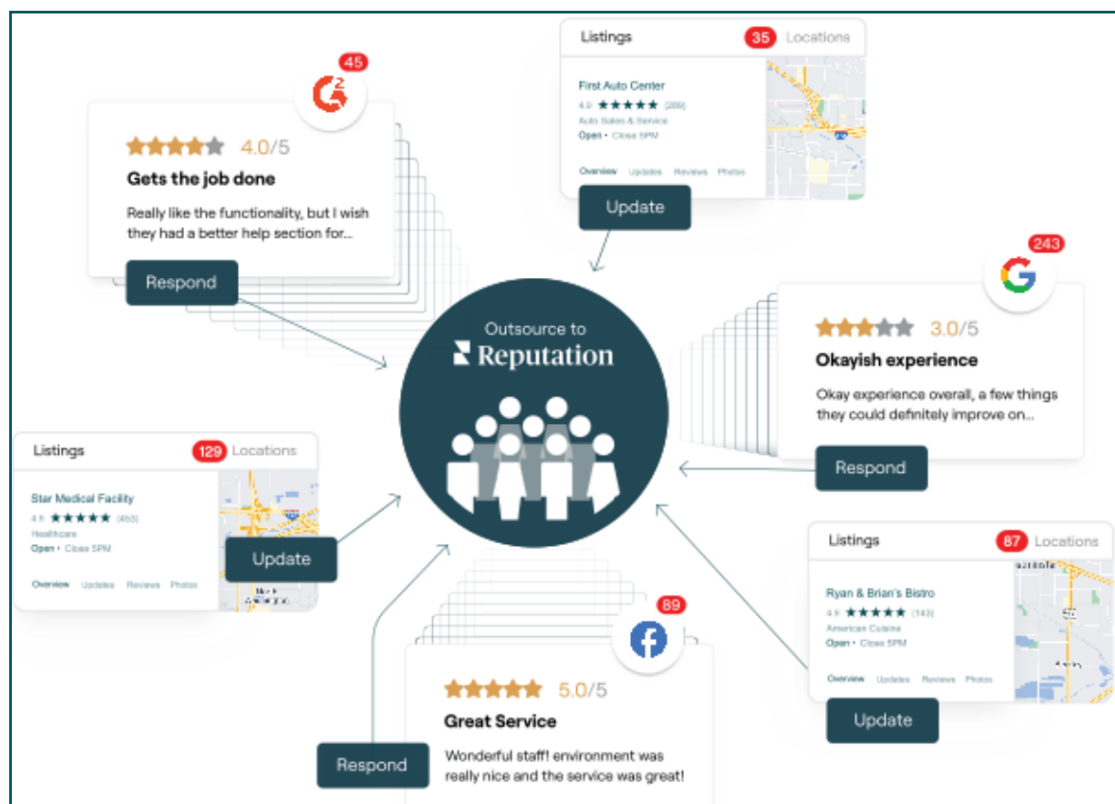 45
4.0/5
Gets the job done
Really like the functionality, but I wish
they had a better help section for...
Respond
Listings
35 Locations
First Auto Center
4.9 (289)
Auto Sales & Service
Open • Close 5PM
Overview Updates Reviews Photos
Update
243
3.0/5
Okayish experience
Okay experience overall, a few things
they could definitely improve on...
Respond
Outsource to
Reputation
Listings
129 Locations
Star Medical Facility
(453)
Healthcare
Open • Close 5PM
Overview Updates Reviews Photos
Update
89
5.0/5
Great Service
Wonderful staff! environment was
really nice and the service was great!
Respond
Listings
87 Locations
Ryan & Brian's Bistro
(143)
American Cuisine
Open • Close 5PM
Overview Updates Reviews Photos
Update